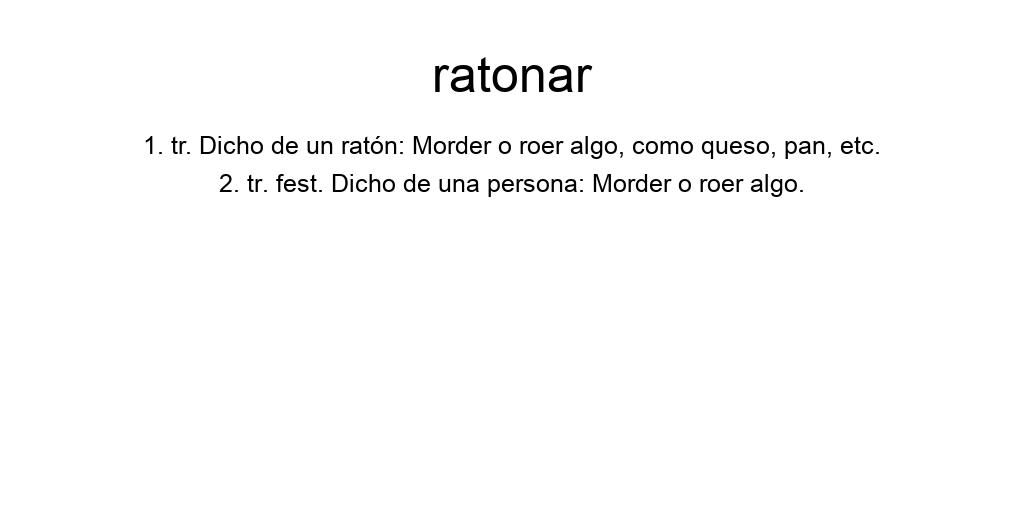 ratonar
1. tr. Dicho de un ratón: Morder o roer algo, como queso, pan, etc.
2. tr. fest. Dicho de una persona: Morder o roer algo.